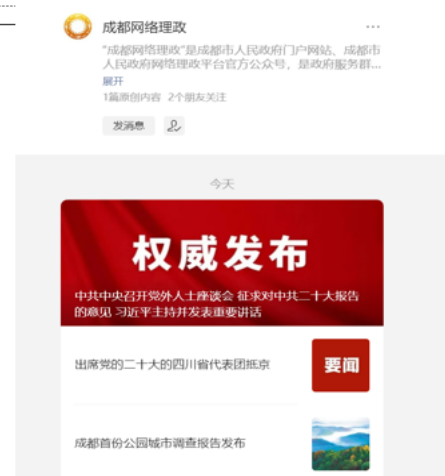 成都网络理政
"成都网络理政"是成都市人民政府门户网站、成都市
人民政府网络理政平台官方公众号，是政府服务群...
展开
1篇原创内容 2个朋友关注
发消息
今天
权威发布
中共中央召开党外人士座谈会 征求对中共二十大报告
的意见 习近平主持并发表重要讲话
出席党的二十大的四川省代表团抵京
要闻
成都首份公园城市调查报告发布